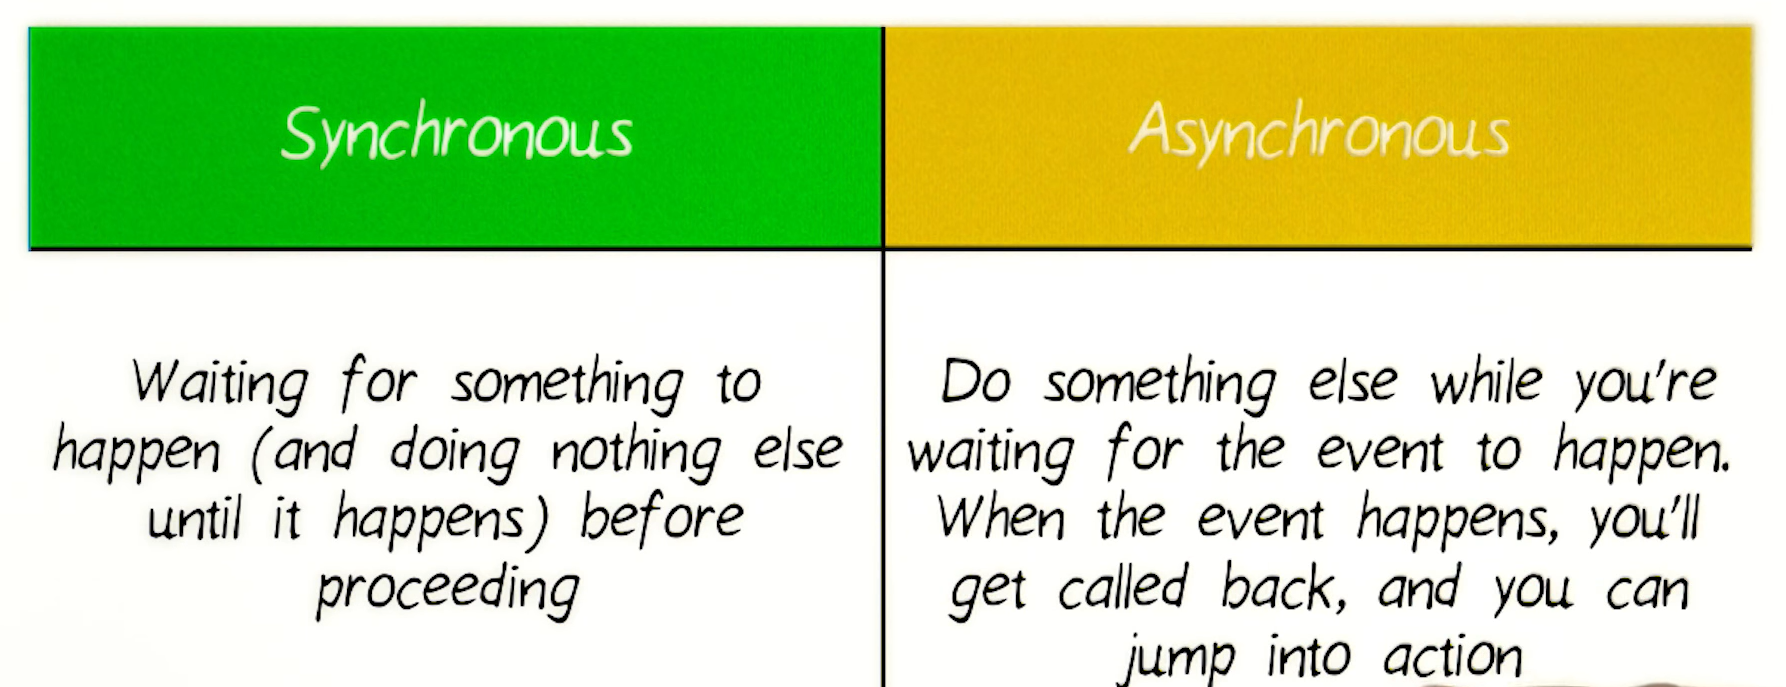 Synchronous
Asynchronous
Waiting for something to
happen (and doing nothing else
until it happens) before
proceeding
Do something else while you're
waiting for the event to happen.
When the event happens, you'll
get called back, and you can
jump into action